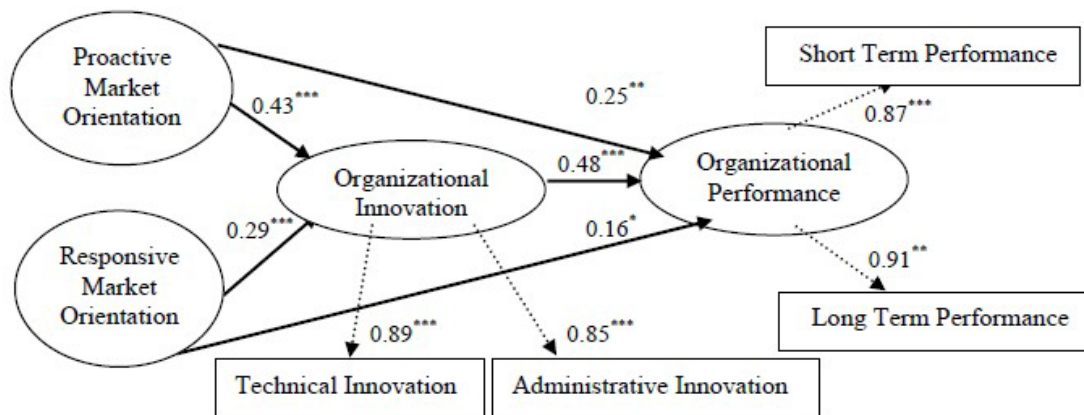 Proactive
Market
Orientation
0.43***
0.25**
Short Term Performance
0.87***
Organizational
Innovation
0.48***
Organizational
Performance
Responsive
Market
Orientation
0.29***
0.16*
0.91**
Long Term Performance
0.89***
0.85***
Technical Innovation
Administrative Innovation